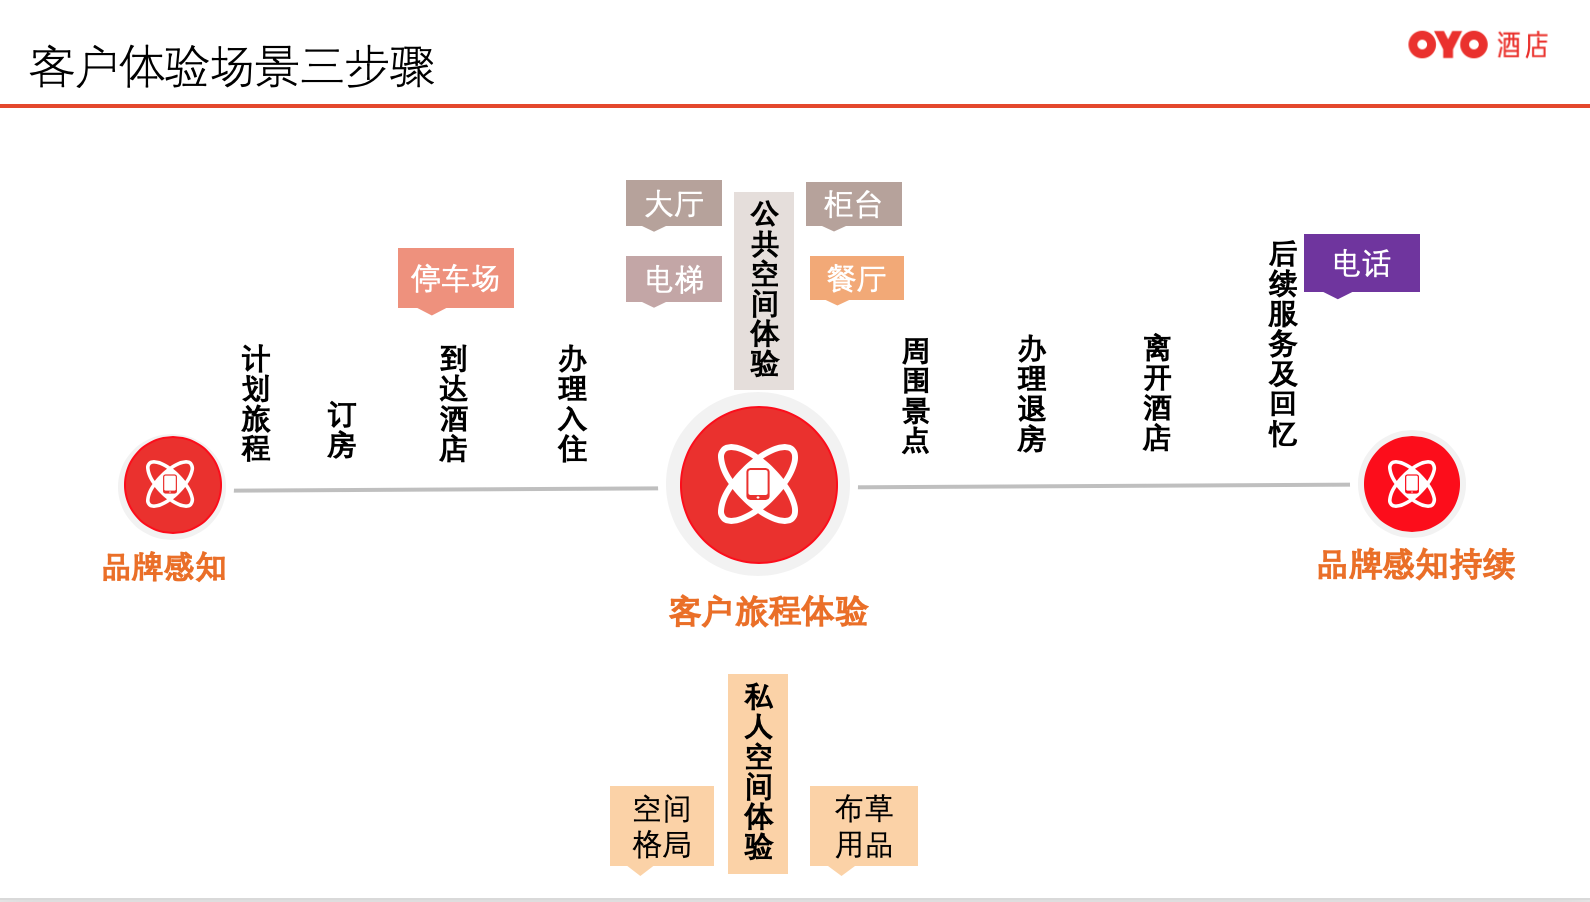 客户体验场景三步骤
OYO 酒店
大厅
柜台
公共空间体验
电梯
餐厅
停车场
后续服务及回忆
电话
计划旅程
订房
到达酒店
办理入住
周围景点
办理退房
离开酒店
品牌感知
客户旅程体验
品牌感知持续
私人空间体验
空间
格局
布草
用品